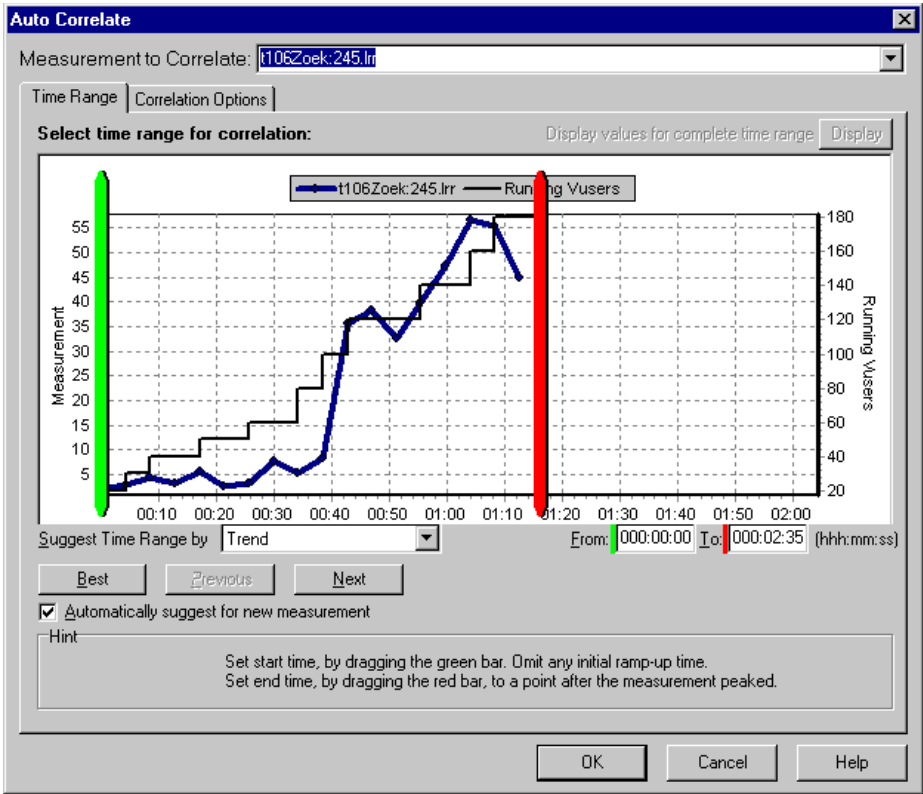 Auto Correlate
Measurement to Correlate: t106Zoek:245.lrr
Time Range Correlation Options
Select time range for correlation: Display values for complete time range Display
t106Zoek:245.lrr Running Vusers
Measurement
55
50
45
40
35
30
25
20
15
10
5
180
160
140
120
100
80
60
40
20
Running Vusers
00:10 00:20 00:30 00:40 00:50 01:00 01:10 01:20 01:30 01:40 01:50 02:00
Suggest Time Range by Trend From: 000:00:00 To: 000:02:35 (hhh:mm:ss)
Best Previous Next
Automatically suggest for new measurement
Hint
Set start time, by dragging the green bar. Omit any initial ramp-up time.
Set end time, by dragging the red bar, to a point after the measurement peaked.
OK Cancel Help